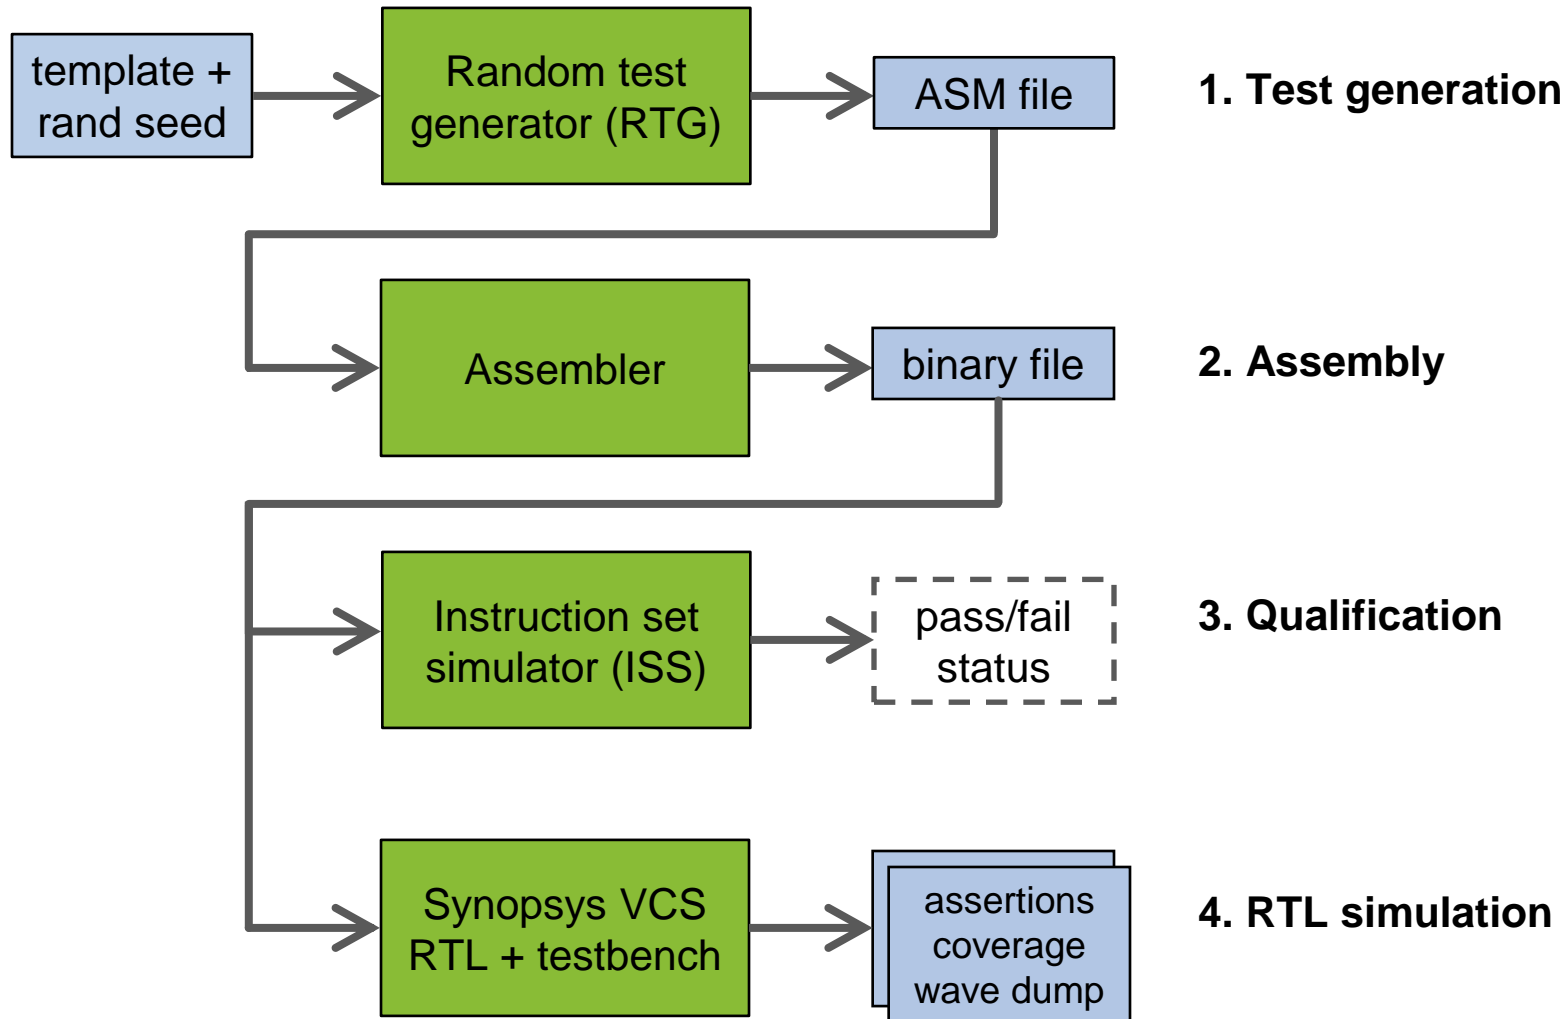 template +
rand seed
Random test
generator (RTG)
ASM file
1. Test generation
Assembler
binary file
2. Assembly
Instruction set
simulator (ISS)
pass/fail
status
3. Qualification
Synopsys VCS
RTL + testbench
assertions
coverage
wave dump
4. RTL simulation